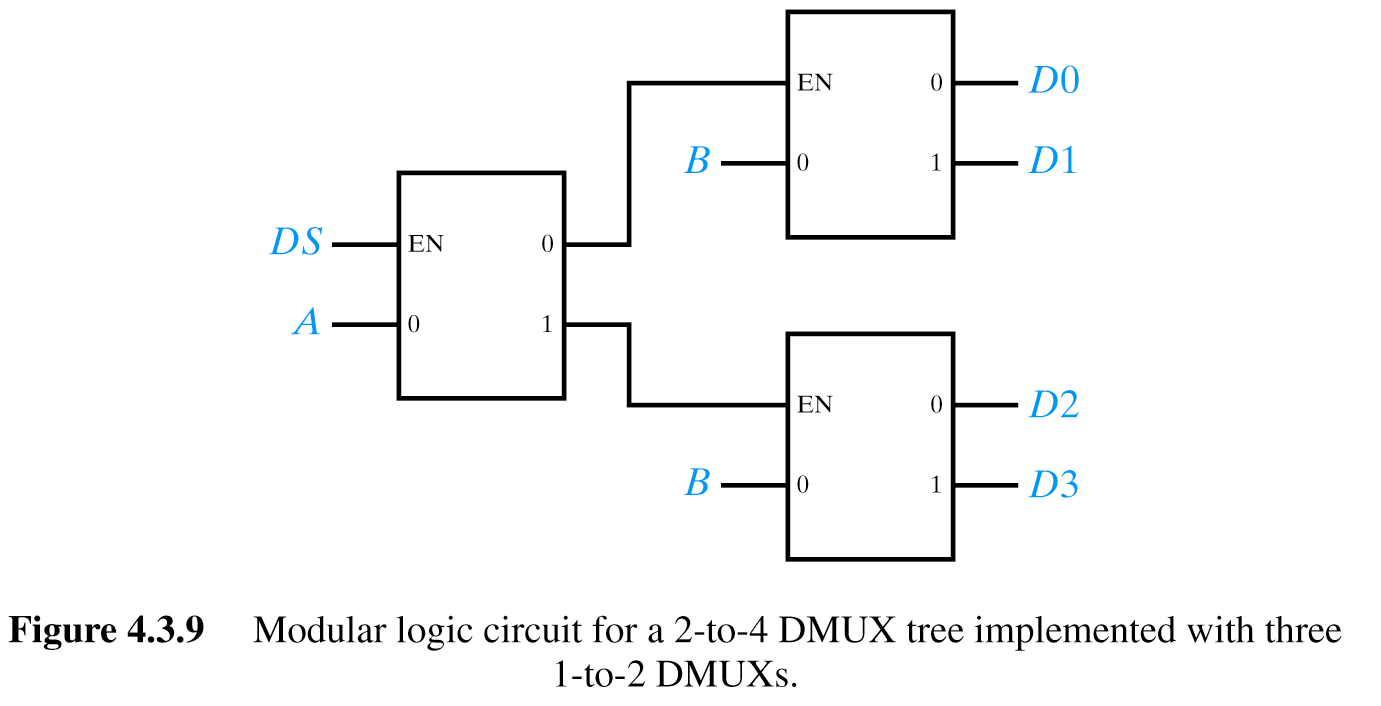 EN 0 D0
B 0 1 D1
DS EN 0
A 0 1
EN 0 D2
B 0 1 D3
Figure 4.3.9 Modular logic circuit for a 2-to-4 DMUX tree implemented with three
1-to-2 DMUXs.